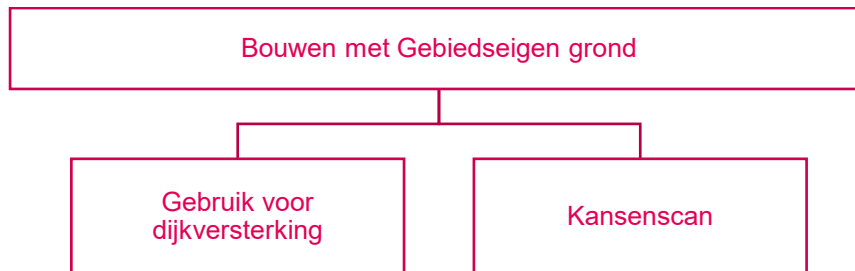 Bouwen met Gebiedseigen grond
Gebruik voor
dijkversterking
Kansenscan